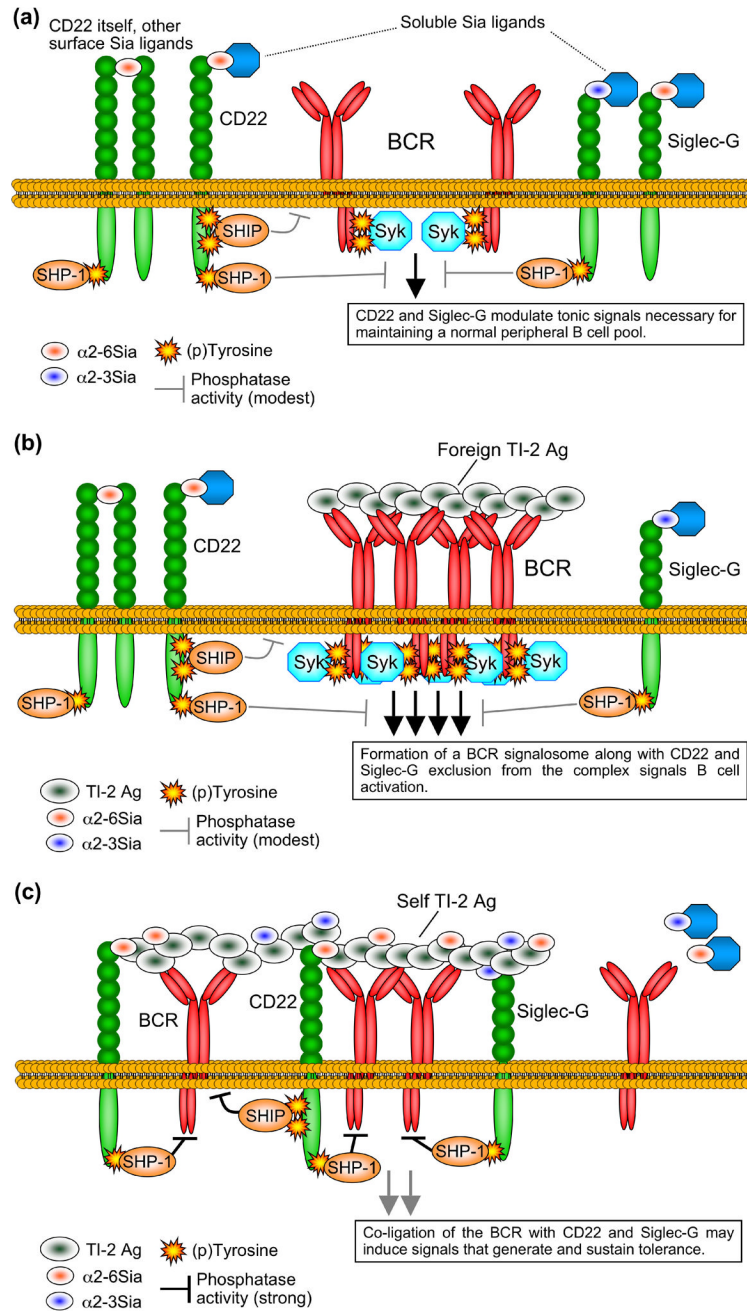 (a)
CD22 itself, other
surface Sia ligands
Soluble Sia ligands
CD22
BCR
Siglec-G
SHIP
Syk
Syk
SHP-1
SHP-1
SHP-1
CD22 and Siglec-G modulate tonic signals necessary for
maintaining a normal peripheral B cell pool.
α2-6Sia
(p)Tyrosine
α2-3Sia
Phosphatase
activity (modest)
(b)
Foreign TI-2 Ag
CD22
BCR
Siglec-G
SHIP
Syk
Syk
Syk
Syk
SHP-1
SHP-1
SHP-1
Formation of a BCR signalosome along with CD22 and
Siglec-G exclusion from the complex signals B cell
activation.
TI-2 Ag
(p)Tyrosine
α2-6Sia
Phosphatase
activity (modest)
α2-3Sia
(c)
Self TI-2 Ag
BCR
CD22
Siglec-G
SHIP
SHP-1
SHP-1
SHP-1
Co-ligation of the BCR with CD22 and Siglec-G may
induce signals that generate and sustain tolerance.
TI-2 Ag
(p)Tyrosine
α2-6Sia
Phosphatase
activity (strong)
α2-3Sia